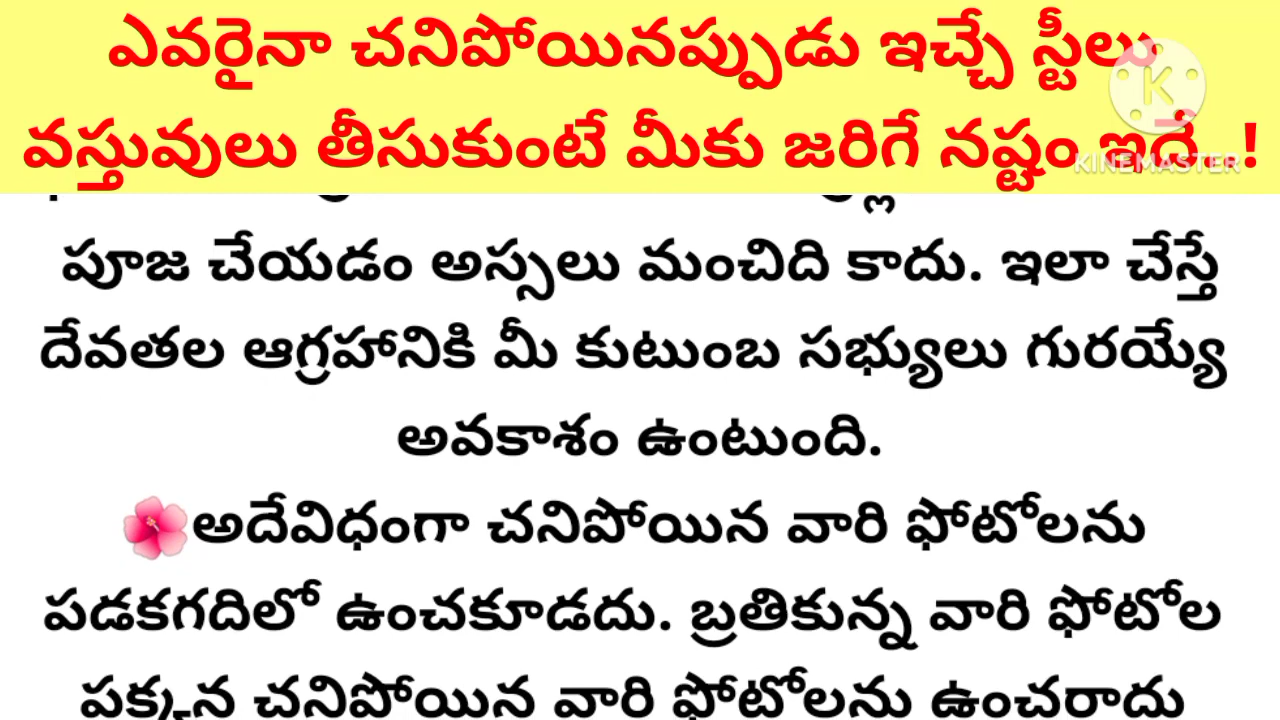 ఎవరైనా చనిపోయినప్పుడు ఇచ్చే స్టీలు
వస్తువులు తీసుకుంటే మీకు జరిగే నష్టం ఇదే..!
KINEMASTER
పూజ చేయడం అస్సలు మంచిది కాదు. ఇలా చేస్తే
దేవతల ఆగ్రహానికి మీ కుటుంబ సభ్యులు గురయ్యే
అవకాశం ఉంటుంది.
🌺అదేవిధంగా చనిపోయిన వారి ఫోటోలను
పడకగదిలో ఉంచకూడదు. బ్రతికున్న వారి ఫోటోల
పక్కన చనిపోయిన వారి ఫోటోలను ఉంచరాదు